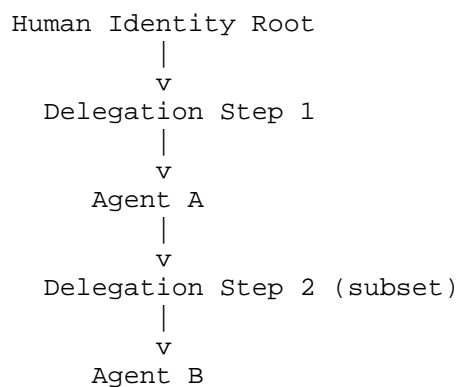 Human Identity Root
|
v
Delegation Step 1
|
v
Agent A
|
v
Delegation Step 2 (subset)
|
v
Agent B